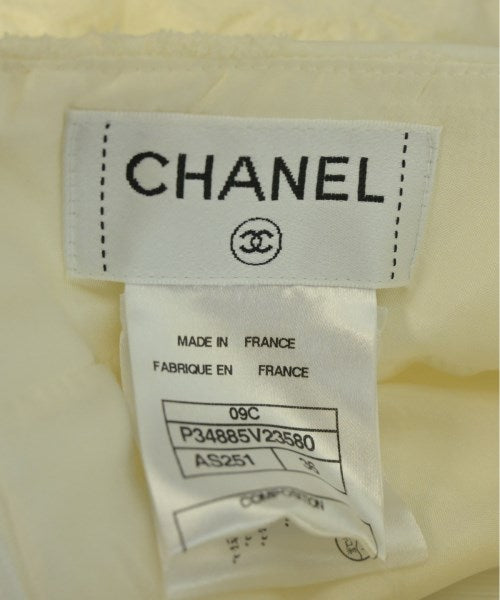 CHANEL
MADE IN FRANCE
FABRIQUE EN FRANCE
09C
P34885V23580
AS251 36
COMPOSITION